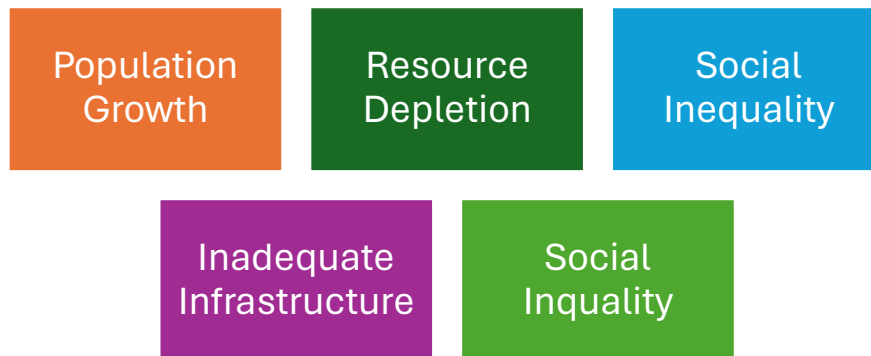 Population
Growth
Resource
Depletion
Social
Inequality
Inadequate
Infrastructure
Social
Inquality